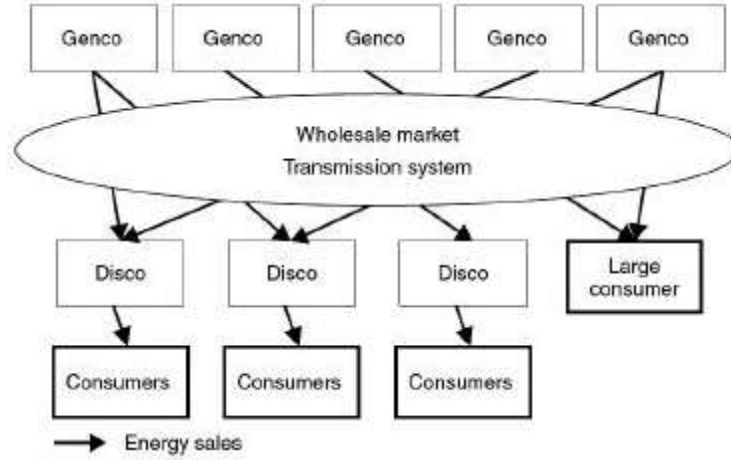 Genco Genco Genco Genco Genco
Wholesale market
Transmission system
Disco Disco Disco Large
consumer
Consumers Consumers Consumers
Energy sales